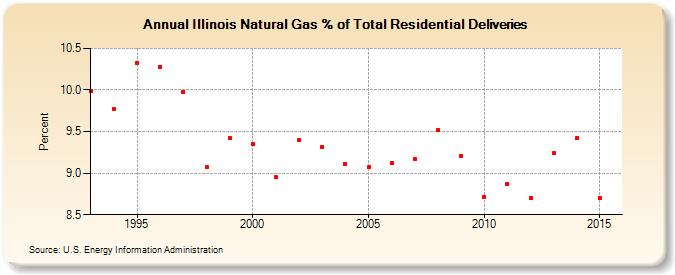 Annual Illinois Natural Gas % of Total Residential Deliveries
Percent
10.5
10.0
9.5
9.0
8.5
1995 2000 2005 2010 2015
Source: U.S. Energy Information Administration